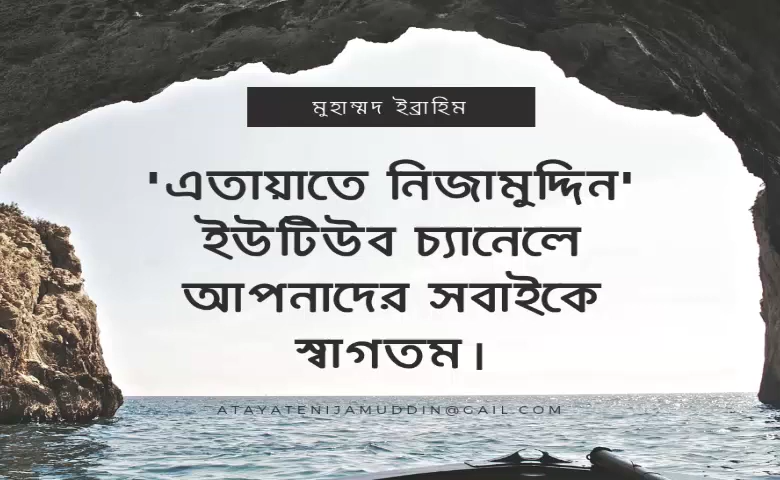 মুহাম্মদ ইব্রাহিম
'এতায়াতে নিজামুদ্দিন'
ইউটিউব চ্যানেলে
আপনাদের সবাইকে
স্বাগতম।
ATAYATENIJAMUDDIN@GAIL.COM